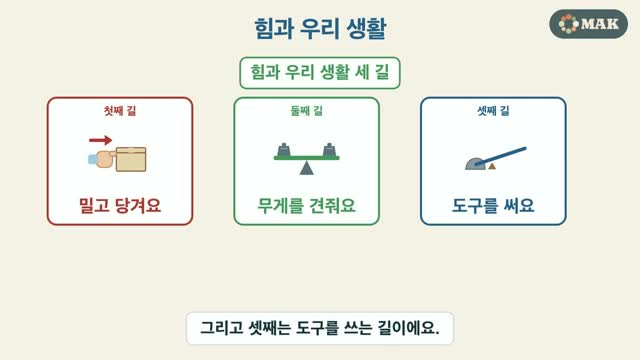 힘과 우리 생활
MAK
힘과 우리 생활 세 길
첫째 길
밀고 당겨요
둘째 길
무게를 견줘요
셋째 길
도구를 써요
그리고 셋째는 도구를 쓰는 길이에요.